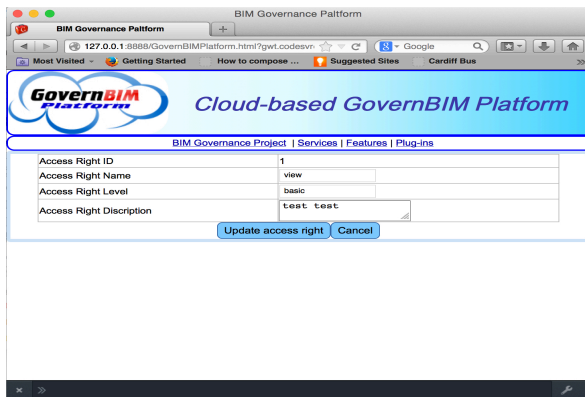 BIM Governance Paltform
BIM Governance Paltform
127.0.0.1:8888/GovernBIMPlatform.html?gwt.codesvr
Google
Most Visited
Getting Started
How to compose ...
Suggested Sites
Cardiff Bus
GovernBIM
Platform
Cloud-based GovernBIM Platform
BIM Governance Project | Services | Features | Plug-ins
Access Right ID 1
Access Right Name view
Access Right Level basic
Access Right Discription test test
Update access right Cancel